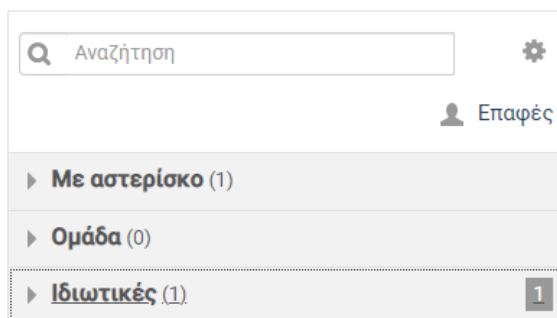 Αναζήτηση
Επαφές
Με αστερίσκο (1)
Ομάδα (0)
Ιδιωτικές (1) 1